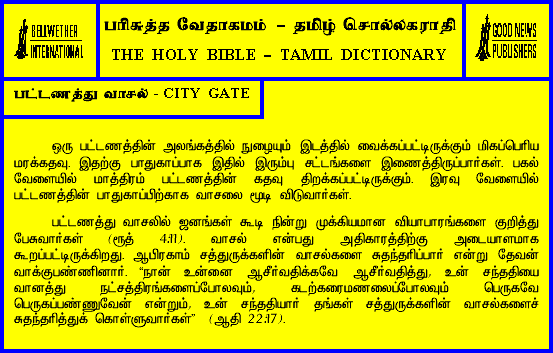 BELLWETHER
INTERNATIONAL
பரிசுத்த வேதாகமம் – தமிழ் சொல்லகராதி
THE HOLY BIBLE – TAMIL DICTIONARY
GOOD NEWS
PUBLISHERS
பட்டணத்து வாசல் - CITY GATE
ஒரு பட்டணத்தின் அலங்கத்தில் நுழையும் இடத்தில் வைக்கப்பட்டிருக்கும் மிகப்பெரிய
மரக்கதவு. இதற்கு பாதுகாப்பாக இதில் இரும்பு சட்டங்களை இணைத்திருப்பார்கள். பகல்
வேளையில் மாத்திரம் பட்டணத்தின் கதவு திறக்கப்பட்டிருக்கும். இரவு வேளையில்
பட்டணத்தின் பாதுகாப்பிற்காக வாசலை மூடி விடுவார்கள்.
பட்டணத்து வாசலில் ஜனங்கள் கூடி நின்று முக்கியமான வியாபாரங்களை குறித்து
பேசுவார்கள் (ரூத் 4:11). வாசல் என்பது அதிகாரத்திற்கு அடையாளமாக
கூறப்பட்டிருக்கிறது. ஆபிரகாம் சத்துருக்களின் வாசல்களை சுதந்தரிப்பார் என்று தேவன்
வாக்குபண்ணினார். “நான் உன்னை ஆசீர்வதிக்கவே ஆசீர்வதித்து, உன் சந்ததியை
வானத்து நட்சத்திரங்களைப்போலவும், கடற்கரைமணலைப்போலவும் பெருகவே
பெருகப்பண்ணுவேன் என்றும், உன் சந்ததியார் தங்கள் சத்துருக்களின் வாசல்களைச்
சுதந்தரித்துக் கொள்ளுவார்கள்” (ஆதி 22:17).